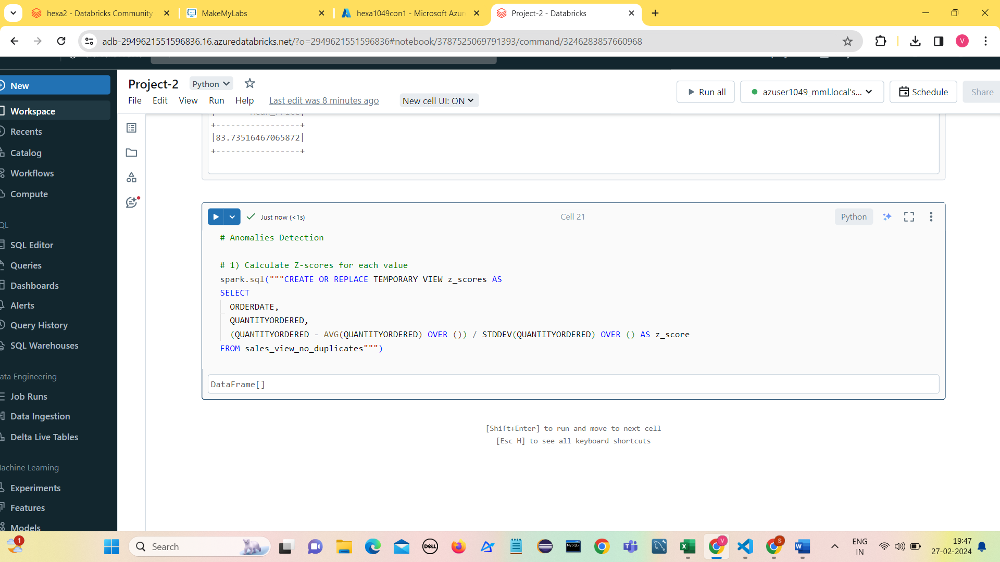 hexa2 - Databricks Community
MakeMyLabs
hexa1049con1 - Microsoft Azur
Project-2 - Databricks
adb-2949621551596836.16.azuredatabricks.net/?o=2949621551596836#notebook/3787525069791393/command/3246283857660968
V
New
Workspace
Recents
Catalog
Workflows
Compute
QL
SQL Editor
Queries
Dashboards
Alerts
Query History
SQL Warehouses
ata Engineering
Job Runs
Data Ingestion
Delta Live Tables
achine Learning
Experiments
Features
Models
Project-2
Python
File Edit View Run Help Last edit was 8 minutes ago New cell UI: ON
Run all
azuser1049_mml.local's...
Schedule
Share
+-----------------+
|83.73516467065872|
+-----------------+
Just now (<1s)
Cell 21
Python
# Anomalies Detection
# 1) Calculate Z-scores for each value
spark.sql("""CREATE OR REPLACE TEMPORARY VIEW z_scores AS
SELECT
ORDERDATE,
QUANTITYORDERED,
(QUANTITYORDERED - AVG(QUANTITYORDERED) OVER ()) / STDDEV(QUANTITYORDERED) OVER () AS z_score
FROM sales_view_no_duplicates""")
DataFrame[]
[Shift+Enter] to run and move to next cell
[Esc H] to see all keyboard shortcuts
1
Search
DELL
MySQL
V
S
ENG
IN
19:47
27-02-2024